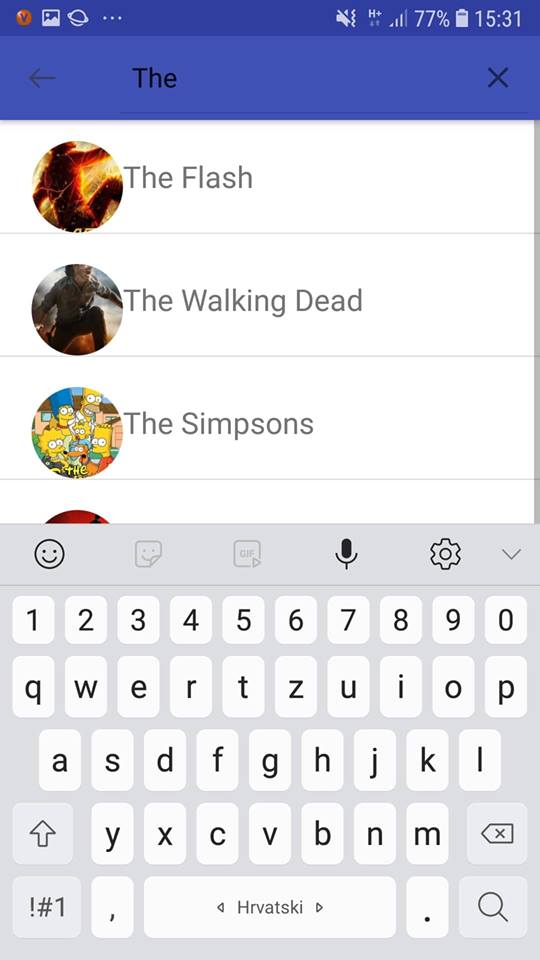 H+ 77% 15:31
The
The Flash
The Walking Dead
The Simpsons
THE
GIF
1 2 3 4 5 6 7 8 9 0
q w e r t z u i o p
a s d f g h j k l
y x c v b n m
!#1 , Hrvatski .